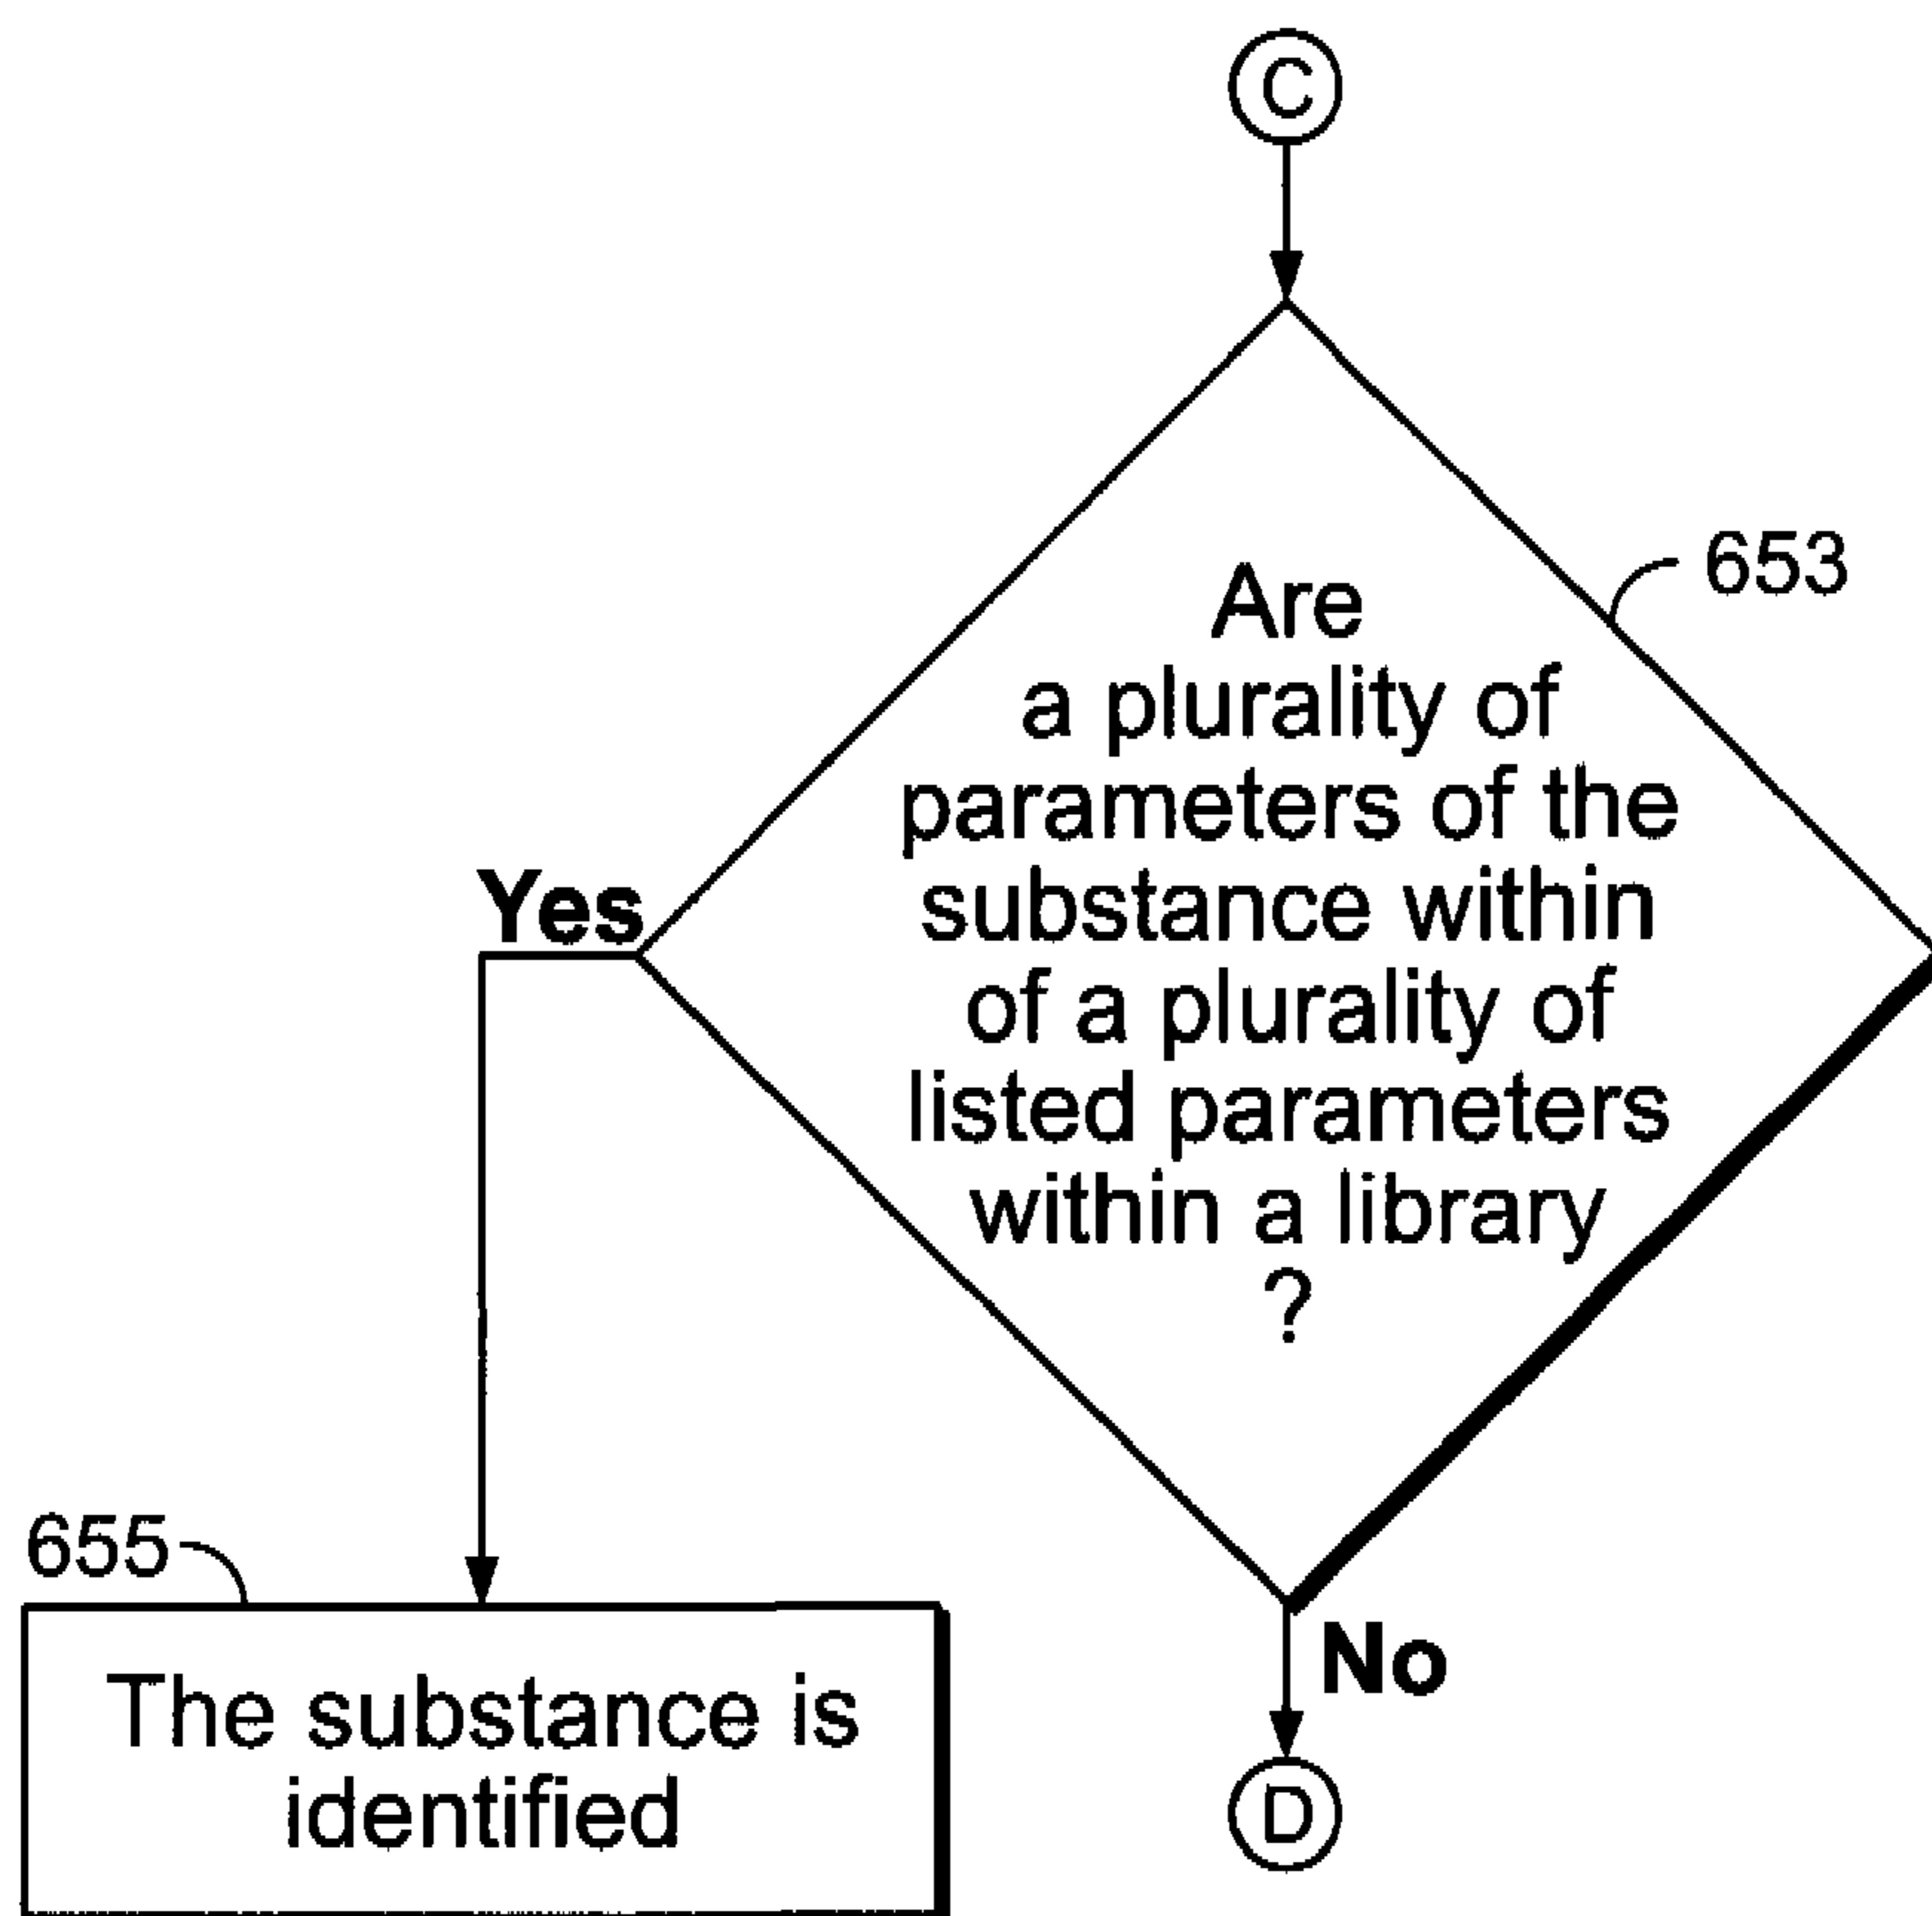 C
653
Are
a plurality of
parameters of the
substance within
of a plurality of
listed parameters
within a library
?
Yes
No
655
The substance is
identified
D